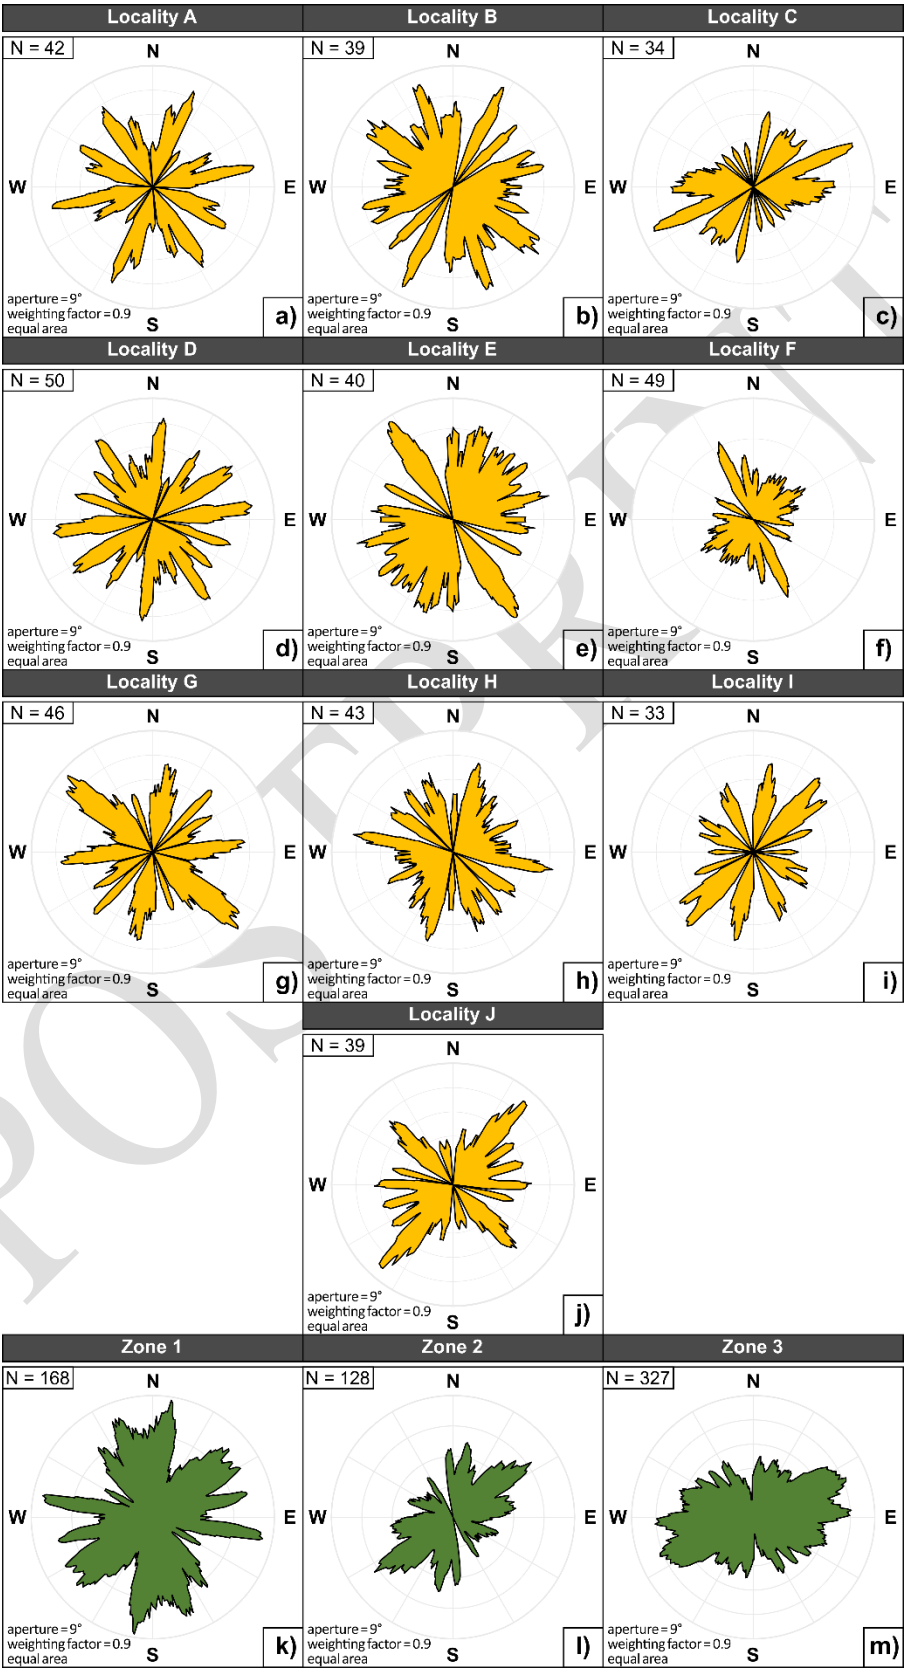 Locality A
Locality B
Locality C
N = 42
N
W
E
S
aperture = 9°
weighting factor = 0.9
equal area
a)
N = 39
N
W
E
S
aperture = 9°
weighting factor = 0.9
equal area
b)
N = 34
N
W
E
S
aperture = 9°
weighting factor = 0.9
equal area
c)
Locality D
Locality E
Locality F
N = 50
N
W
E
S
aperture = 9°
weighting factor = 0.9
equal area
d)
N = 40
N
W
E
S
aperture = 9°
weighting factor = 0.9
equal area
e)
N = 49
N
W
E
S
aperture = 9°
weighting factor = 0.9
equal area
f)
Locality G
Locality H
Locality I
N = 46
N
W
E
S
aperture = 9°
weighting factor = 0.9
equal area
g)
N = 43
N
W
E
S
aperture = 9°
weighting factor = 0.9
equal area
h)
N = 33
N
W
E
S
aperture = 9°
weighting factor = 0.9
equal area
i)
Locality J
N = 39
N
W
E
S
aperture = 9°
weighting factor = 0.9
equal area
j)
Zone 1
Zone 2
Zone 3
N = 168
N
W
E
S
aperture = 9°
weighting factor = 0.9
equal area
k)
N = 128
N
W
E
S
aperture = 9°
weighting factor = 0.9
equal area
l)
N = 327
N
W
E
S
aperture = 9°
weighting factor = 0.9
equal area
m)
POSTPRINT